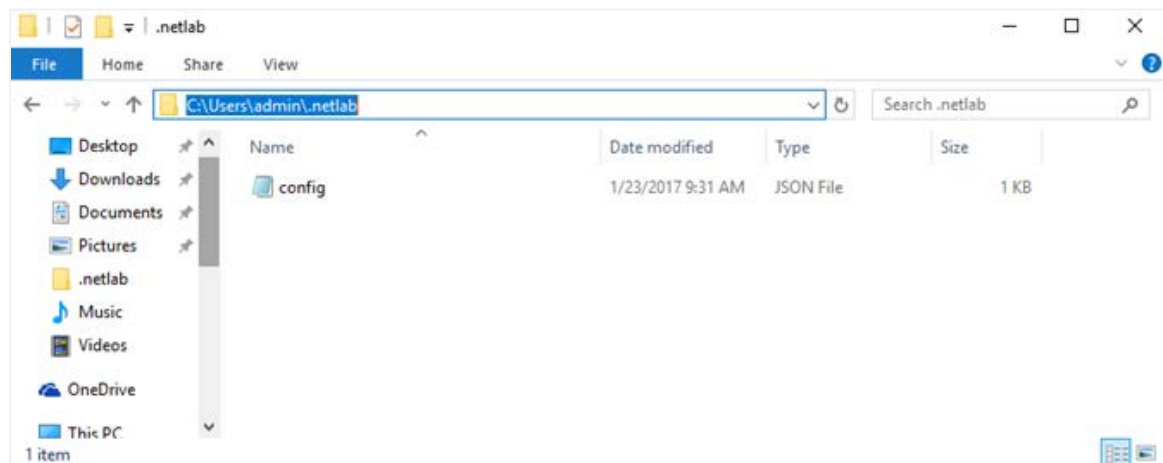 .netlab
File Home Share View
C:\Users\admin\.netlab
Search .netlab
Name Date modified Type Size
config 1/23/2017 9:31 AM JSON File 1 KB
Desktop
Downloads
Documents
Pictures
.netlab
Music
Videos
OneDrive
This PC
1 item